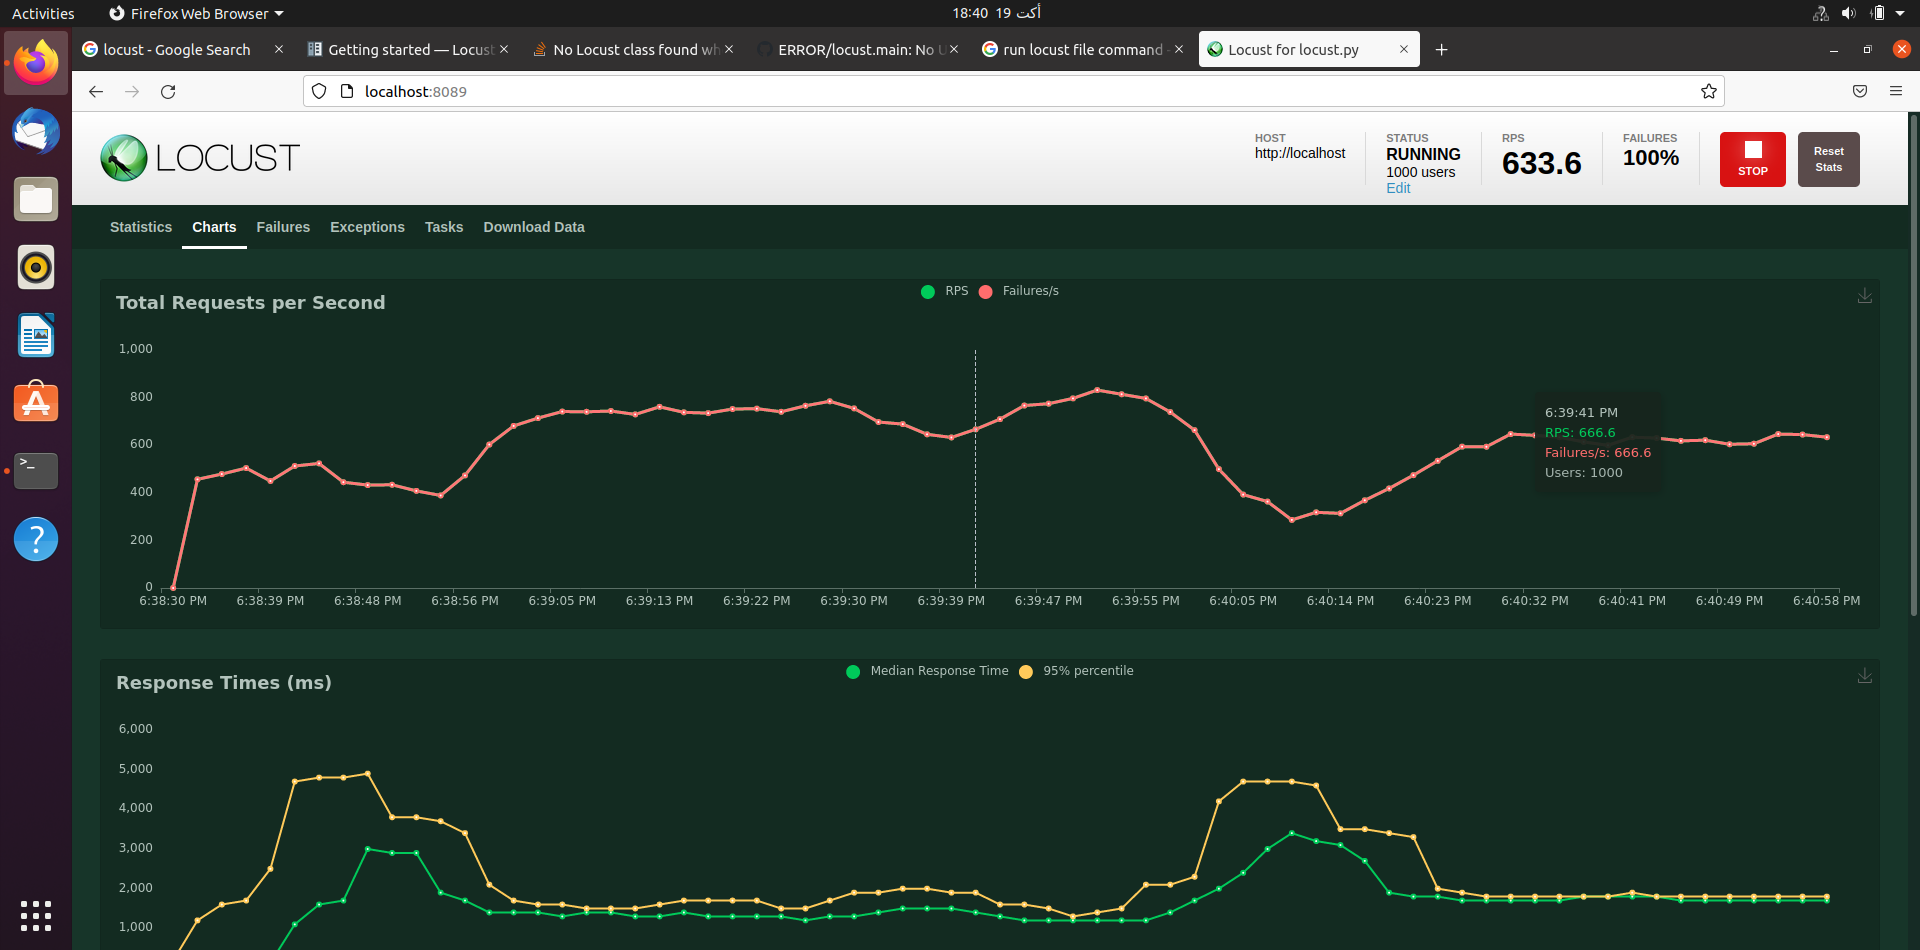 Activities
Firefox Web Browser
18:40 19 أكت
locust - Google Search
Getting started — Locust
No Locust class found wh
ERROR/locust.main: No U
run locust file command -
Locust for locust.py
localhost:8089
LOCUST
HOST
http://localhost
STATUS
RUNNING
1000 users
Edit
RPS
633.6
FAILURES
100%
STOP
Reset
Stats
Statistics Charts Failures Exceptions Tasks Download Data
Total Requests per Second
RPS Failures/s
1,000
800
600
400
200
0
6:39:41 PM
RPS: 666.6
Failures/s: 666.6
Users: 1000
6:38:30 PM 6:38:39 PM 6:38:48 PM 6:38:56 PM 6:39:05 PM 6:39:13 PM 6:39:22 PM 6:39:30 PM 6:39:39 PM 6:39:47 PM 6:39:55 PM 6:40:05 PM 6:40:14 PM 6:40:23 PM 6:40:32 PM 6:40:41 PM 6:40:49 PM 6:40:58 PM
Response Times (ms)
Median Response Time 95% percentile
6,000
5,000
4,000
3,000
2,000
1,000